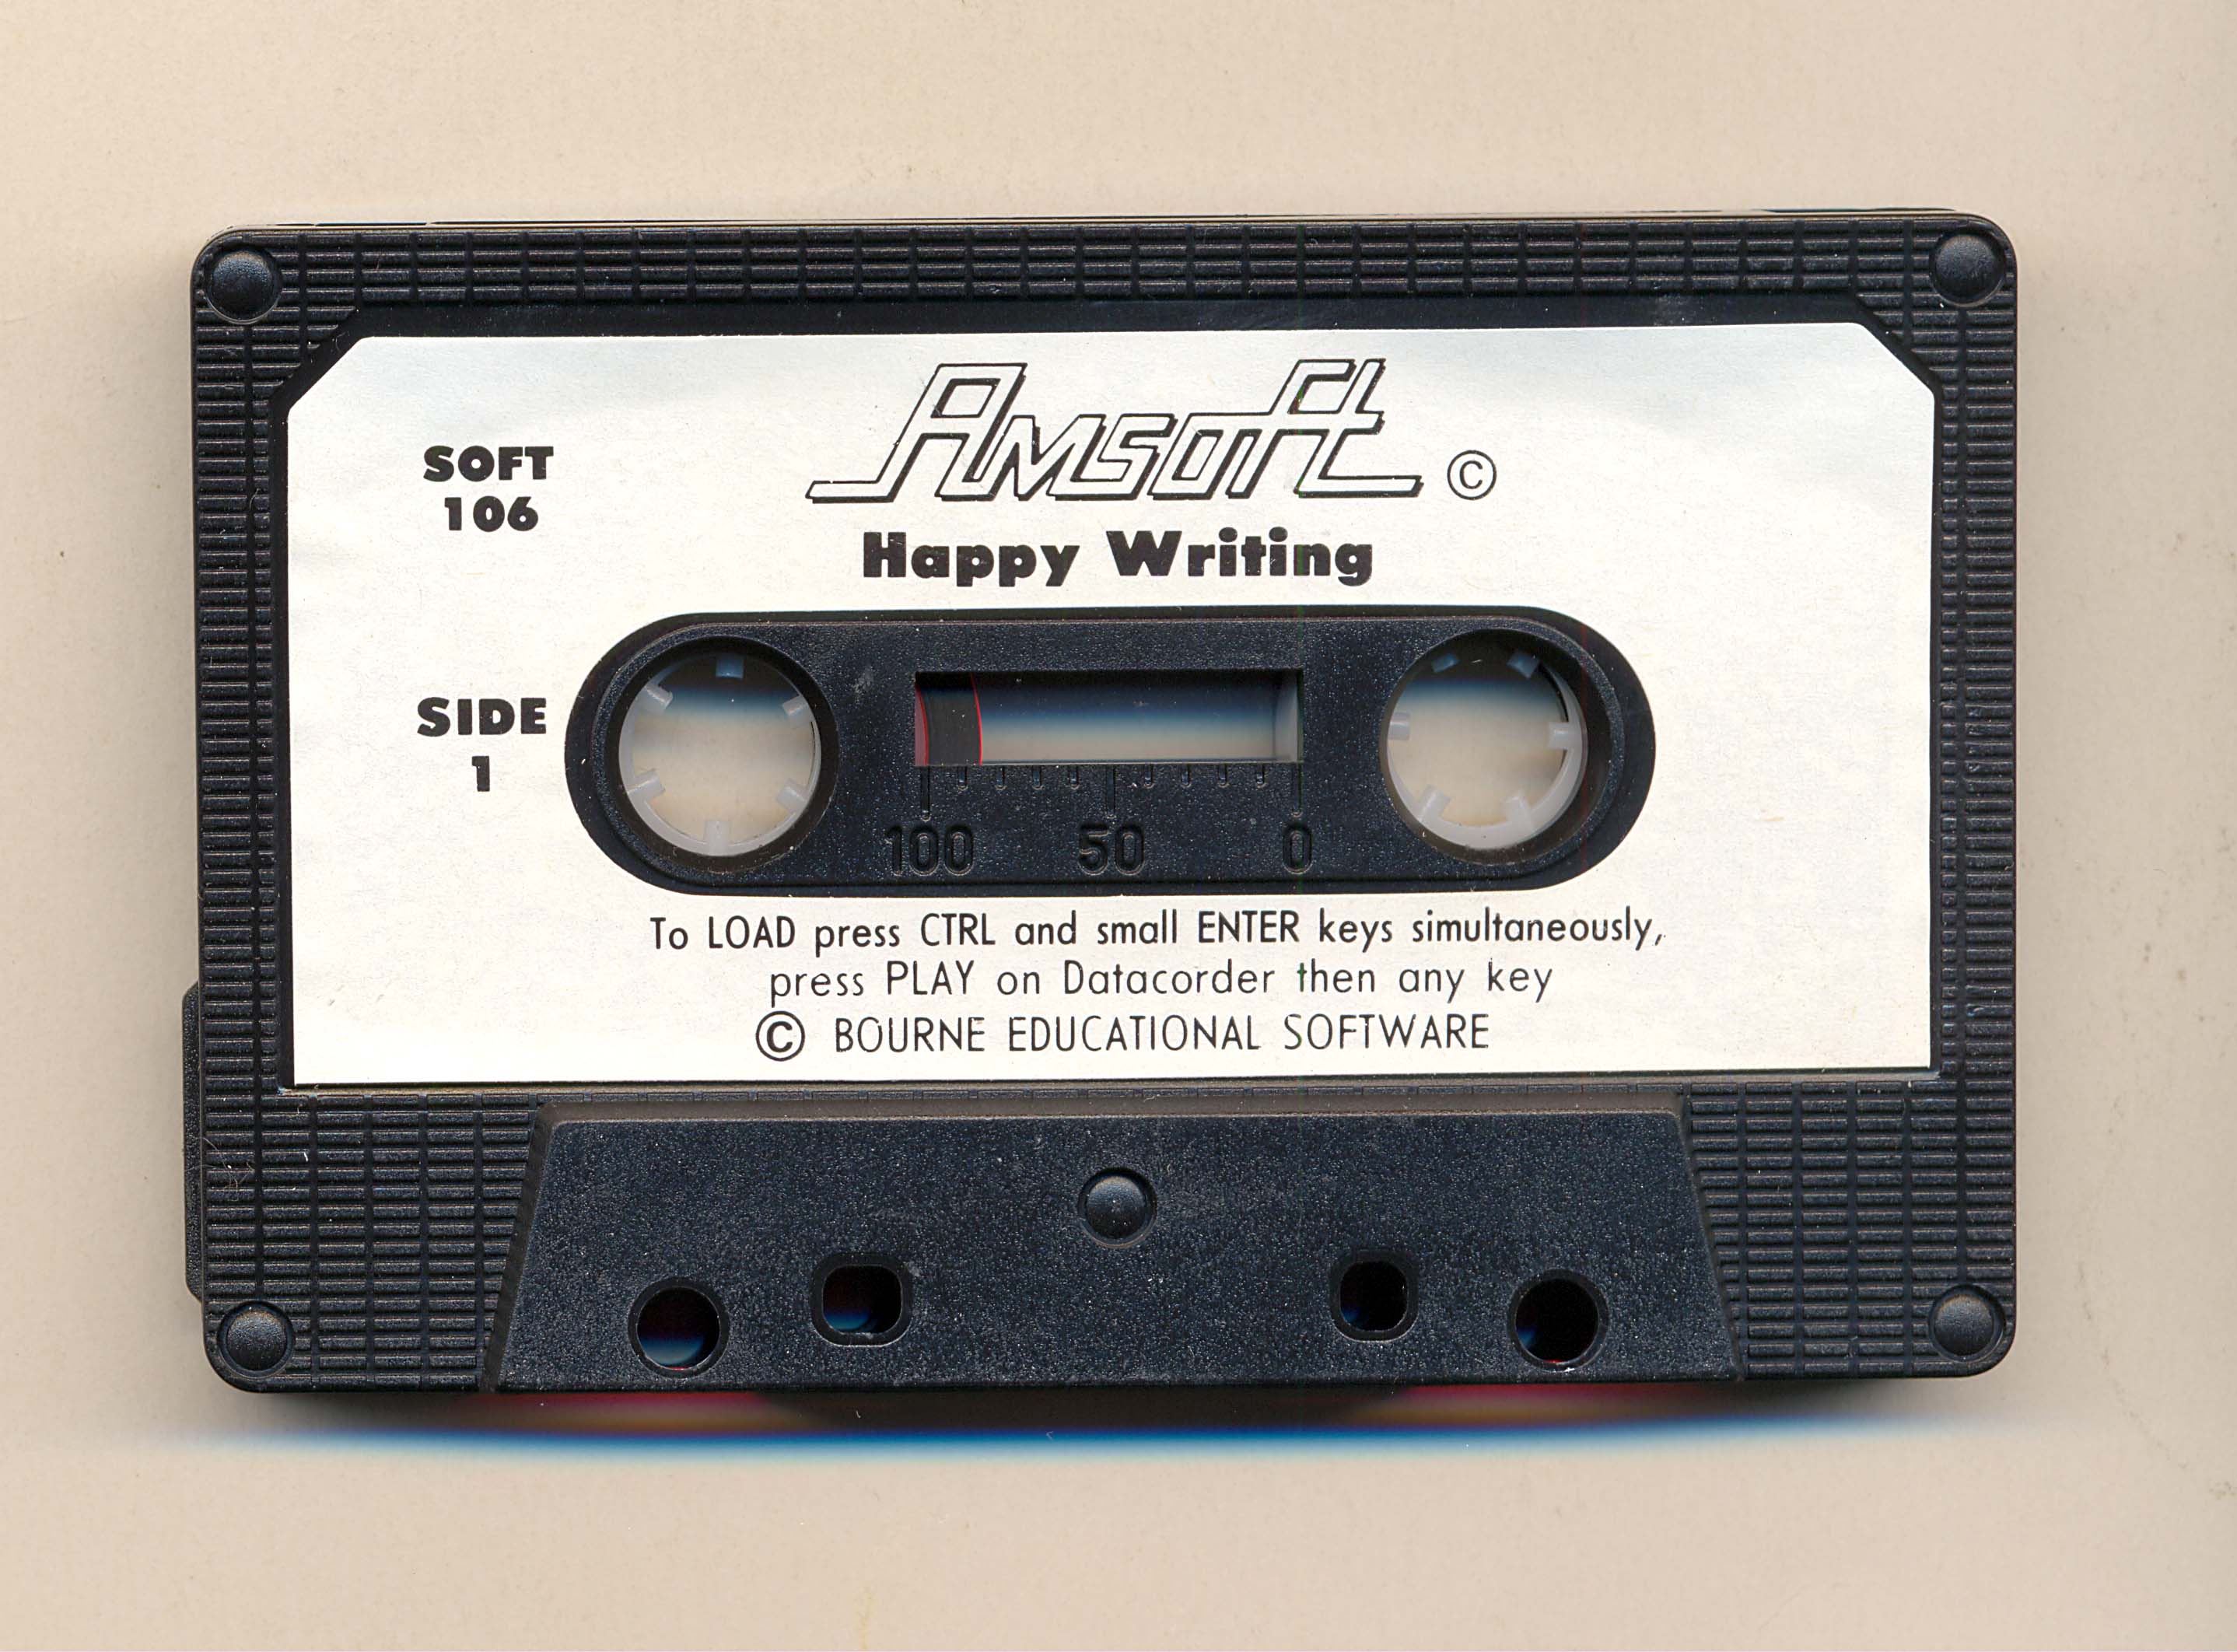 Amsoft ©
SOFT
106
Happy Writing
SIDE
1
100 50 0
To LOAD press CTRL and small ENTER keys simultaneously,
press PLAY on Datacorder then any key
© BOURNE EDUCATIONAL SOFTWARE